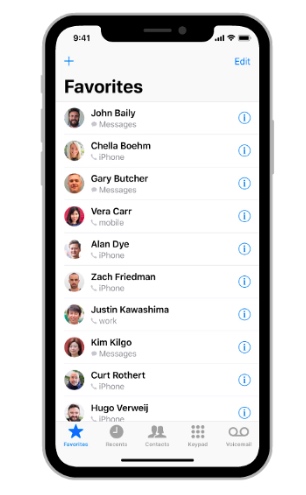 9:41
+ Edit
Favorites
John Baily
Messages
Chella Boehm
iPhone
Gary Butcher
Messages
Vera Carr
mobile
Alan Dye
iPhone
Zach Friedman
iPhone
Justin Kawashima
work
Kim Kilgo
Messages
Curt Rothert
iPhone
Hugo Verweij
iPhone
Favorites Recents Contacts Keypad Voicemail